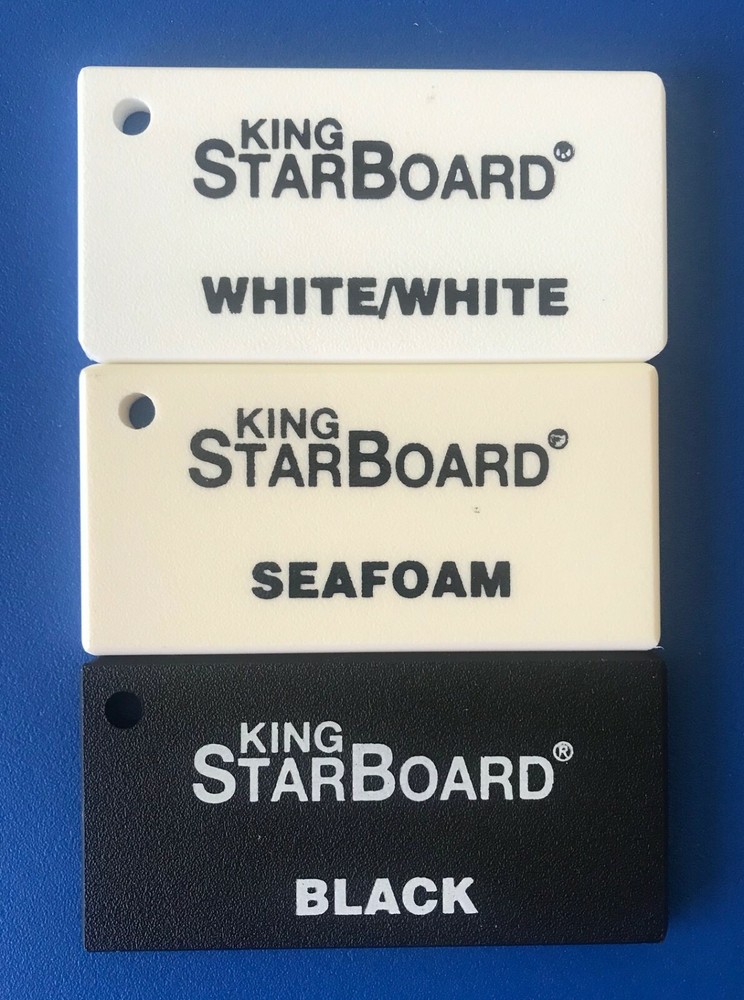 KING
STARBOARD®
WHITE/WHITE
KING
STARBOARD
SEAFOAM
KING
STARBOARD®
BLACK